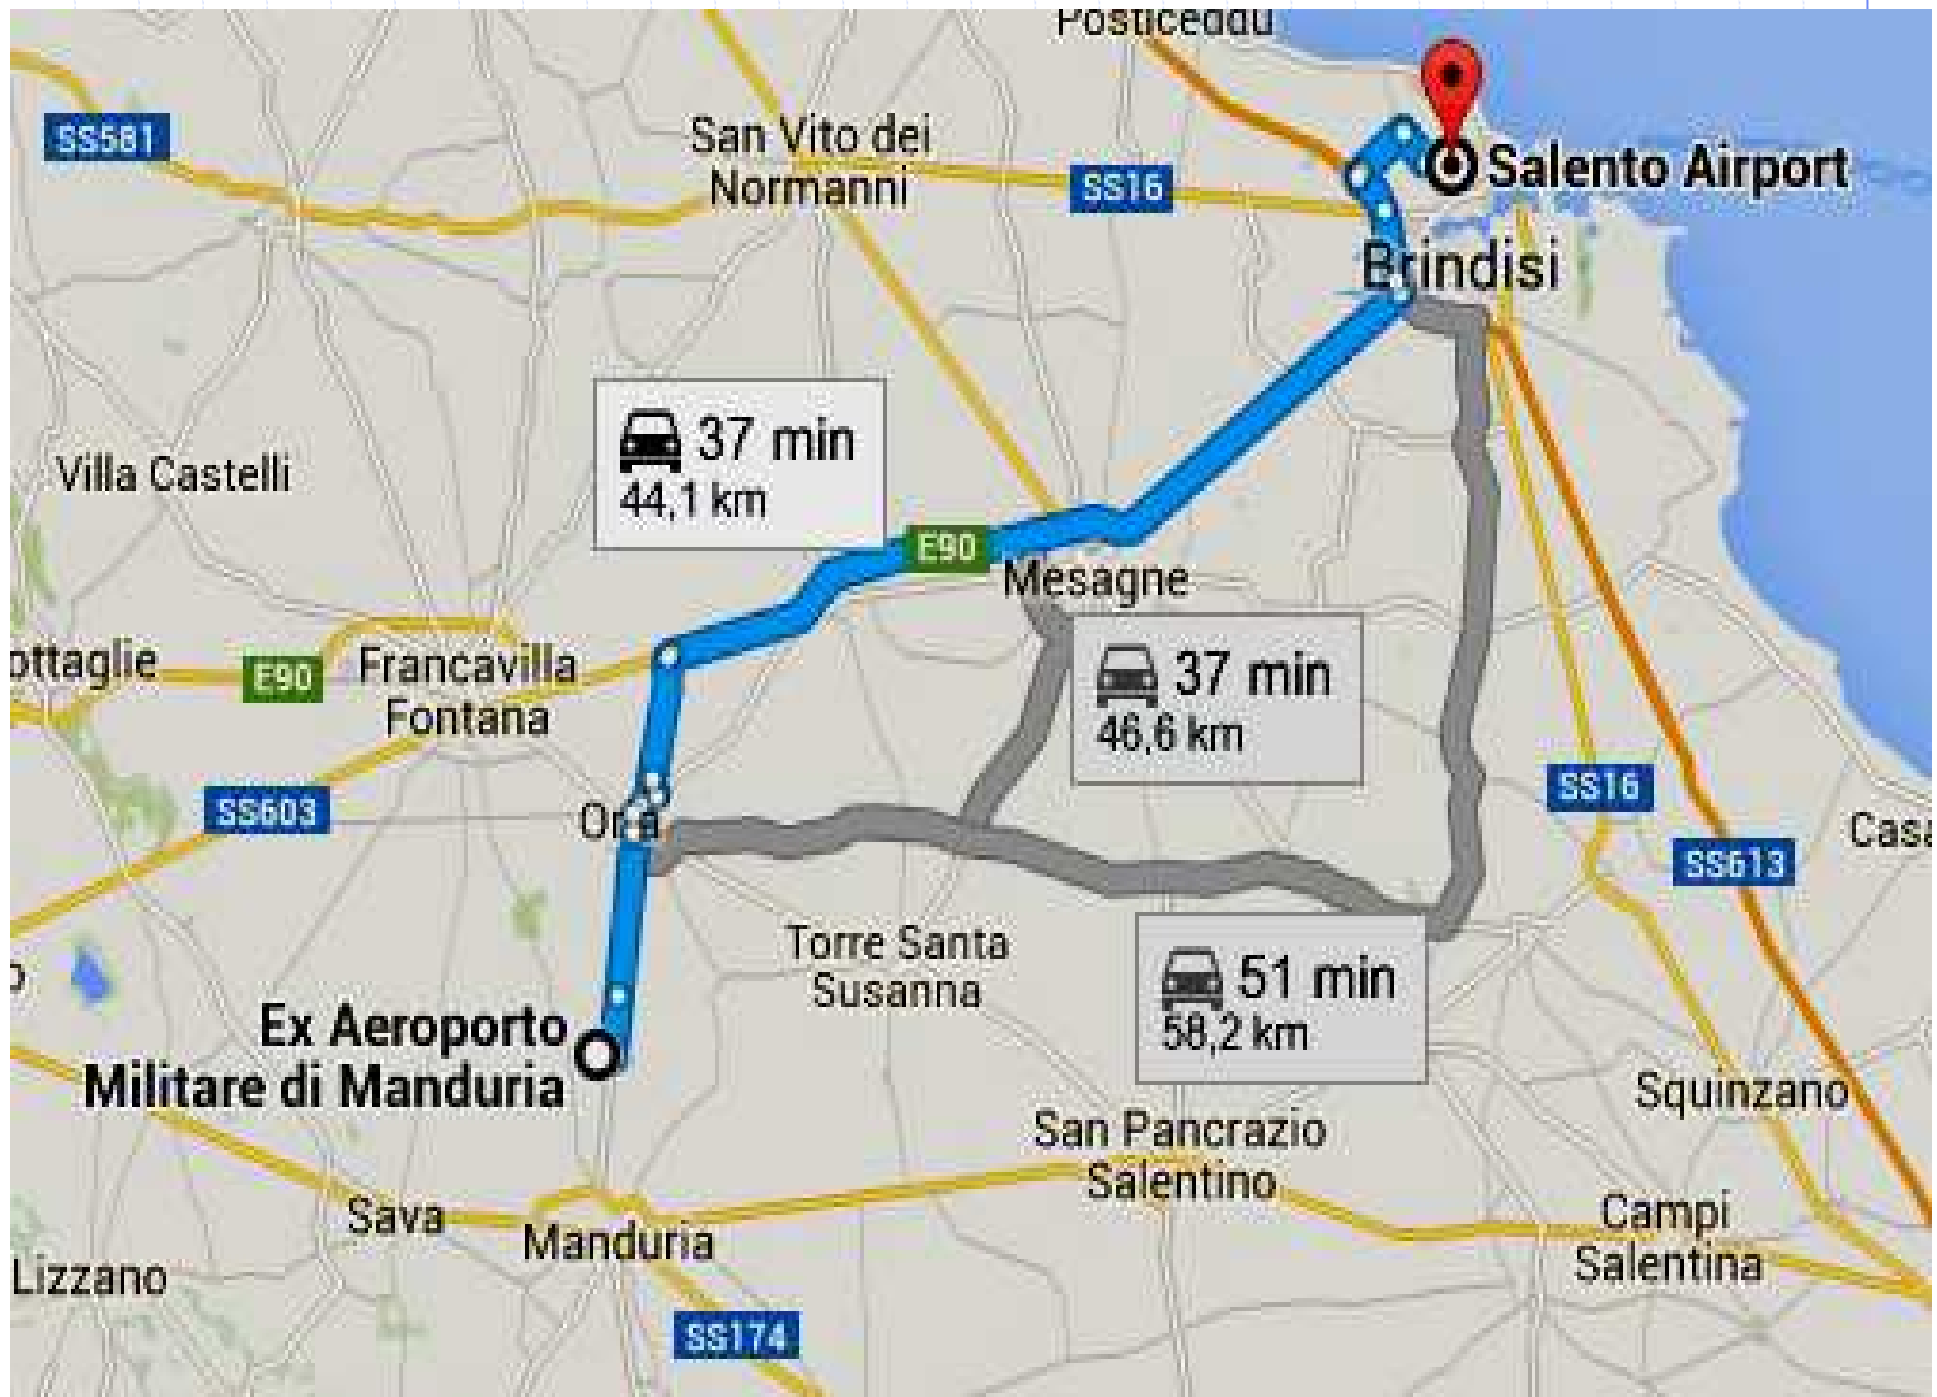 Posticeddu
SS581
San Vito dei
Normanni
SS16
Salento Airport
Brindisi
37 min
44,1 km
Villa Castelli
E90
Mesagne
ottaglie
E90
Francavilla
Fontana
37 min
46,6 km
SS603
Oria
SS16
SS613
Casa
Torre Santa
Susanna
o
51 min
58,2 km
Ex Aeroporto
Militare di Manduria
Squinzano
San Pancrazio
Salentino
Sava
Manduria
Campi
Salentina
Lizzano
SS174